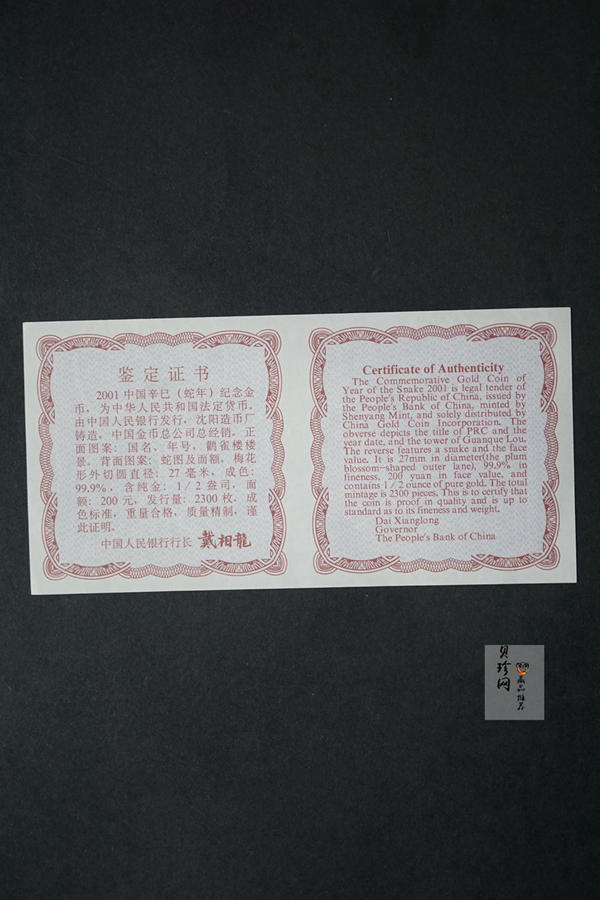 鉴定证书
2001 中国辛巳（蛇年）纪念金
币，为中华人民共和国法定货币。
由中国人民银行发行，沈阳造币厂
铸造，中国金币总公司总经销。正
面图案：国名、年号、鹳雀楼楼
景。背面图案：蛇图及面额，梅花
形外切圆直径：27 毫米，成色：
99.9%，含纯金：1/2 盎司，面
额：200 元，发行量：2300 枚。成
色标准，重量合格，质量精制，谨
此证明。
中国人民银行行长 戴相龍
Certificate of Authenticity
The Commemorative Gold Coin of
Year of the Snake 2001 is legal tender of
the People's Republic of China, issued by
the People's Bank of China, minted by
Shenyang Mint, and solely distributed by
China Gold Coin Incorporation. The
obverse depicts the title of PRC and the
year date, and the tower of Guanque Lou.
The reverse features a snake and the face
value. It is 27mm in diameter(the plum
blossom-shaped outer lane), 99.9% in
fineness, 200 yuan in face value, and
contains 1/2 ounce of pure gold. The total
mintage is 2300 pieces. This is to certify that
the coin is proof in quality and is up to
standard as to its fineness and weight.
Dai Xianglong
Governor
The People's Bank of China
贝珍网
藏品推荐